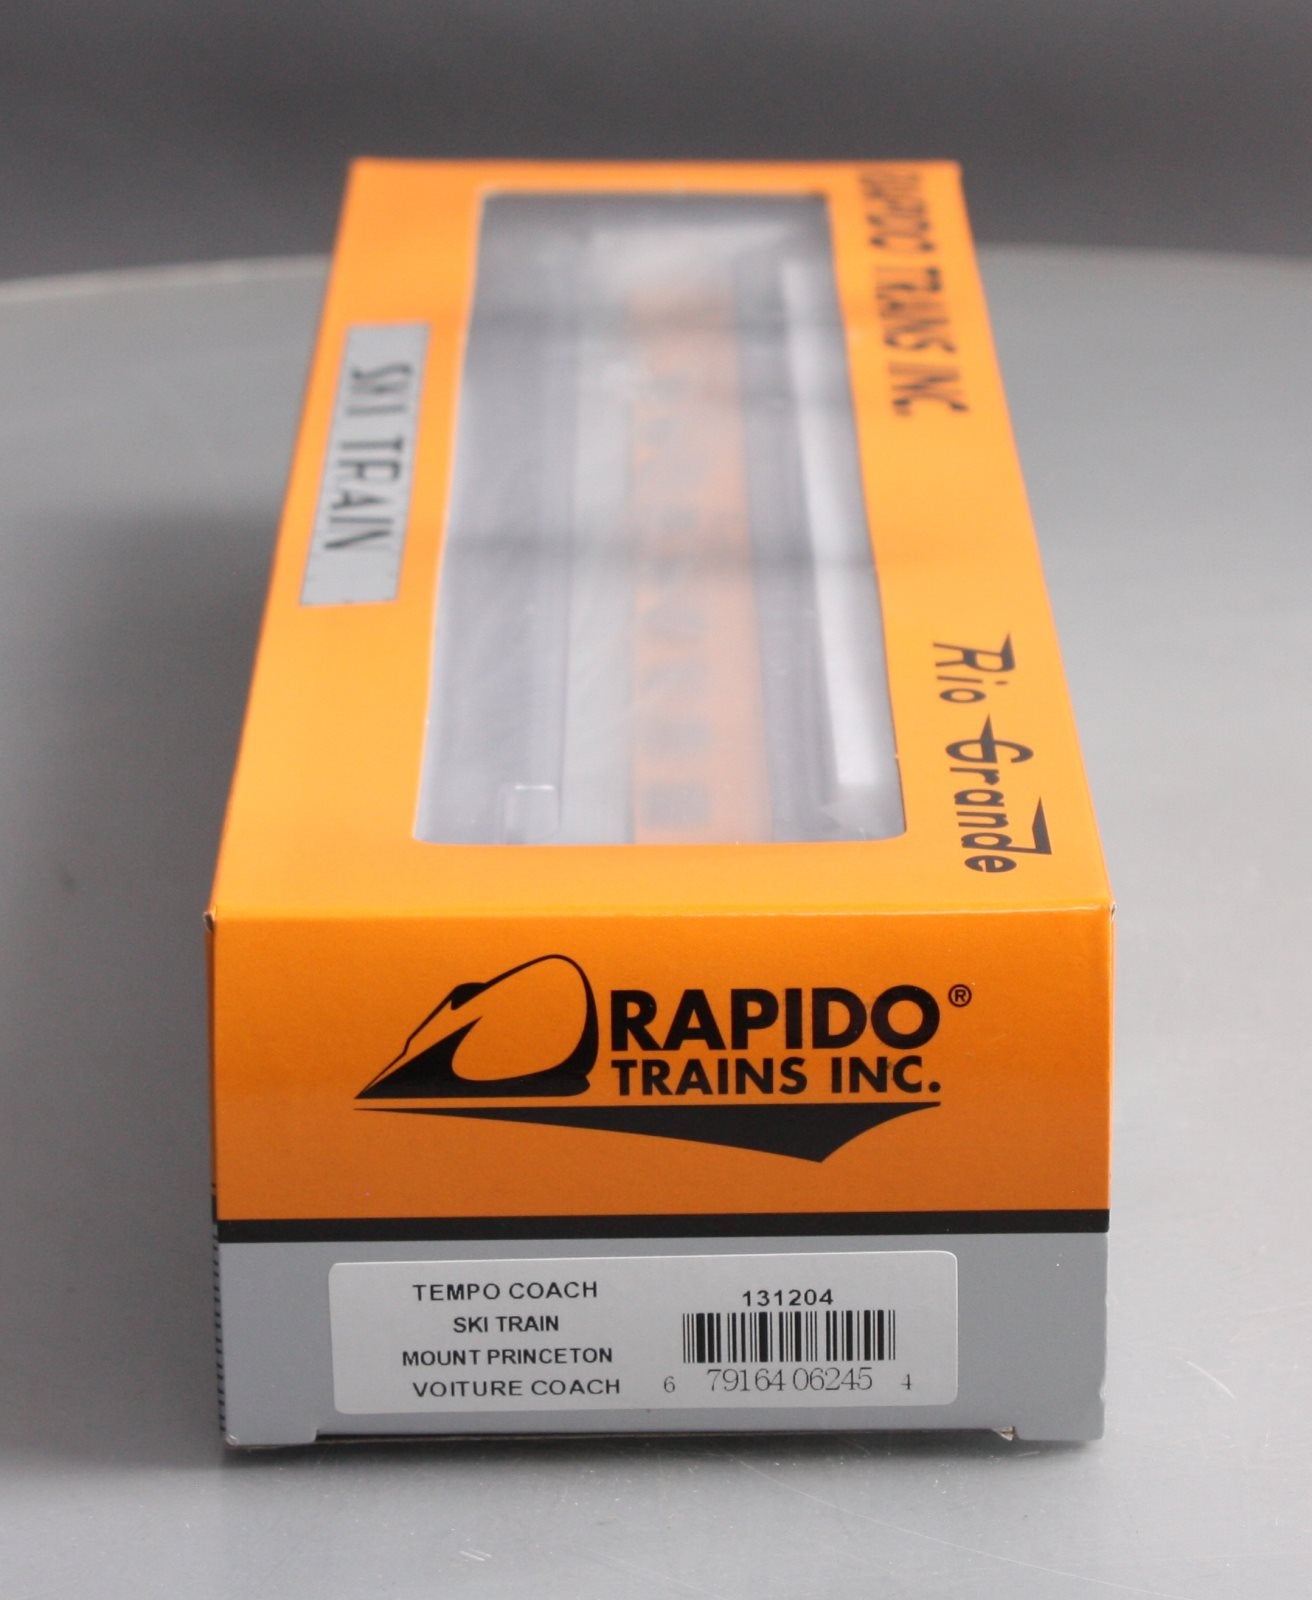 RAPIDO TRAINS INC.
SKI TRAIN
Rio Grande
RAPIDO®
TRAINS INC.
TEMPO COACH
SKI TRAIN
MOUNT PRINCETON
VOITURE COACH
131204
6 79164 06245 4